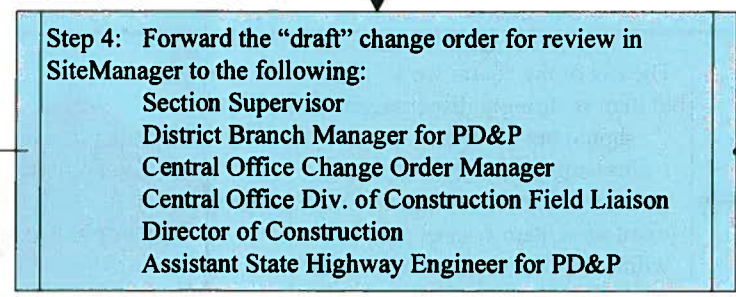 Step 4: Forward the “draft” change order for review in
SiteManager to the following:
Section Supervisor
District Branch Manager for PD&P
Central Office Change Order Manager
Central Office Div. of Construction Field Liaison
Director of Construction
Assistant State Highway Engineer for PD&P